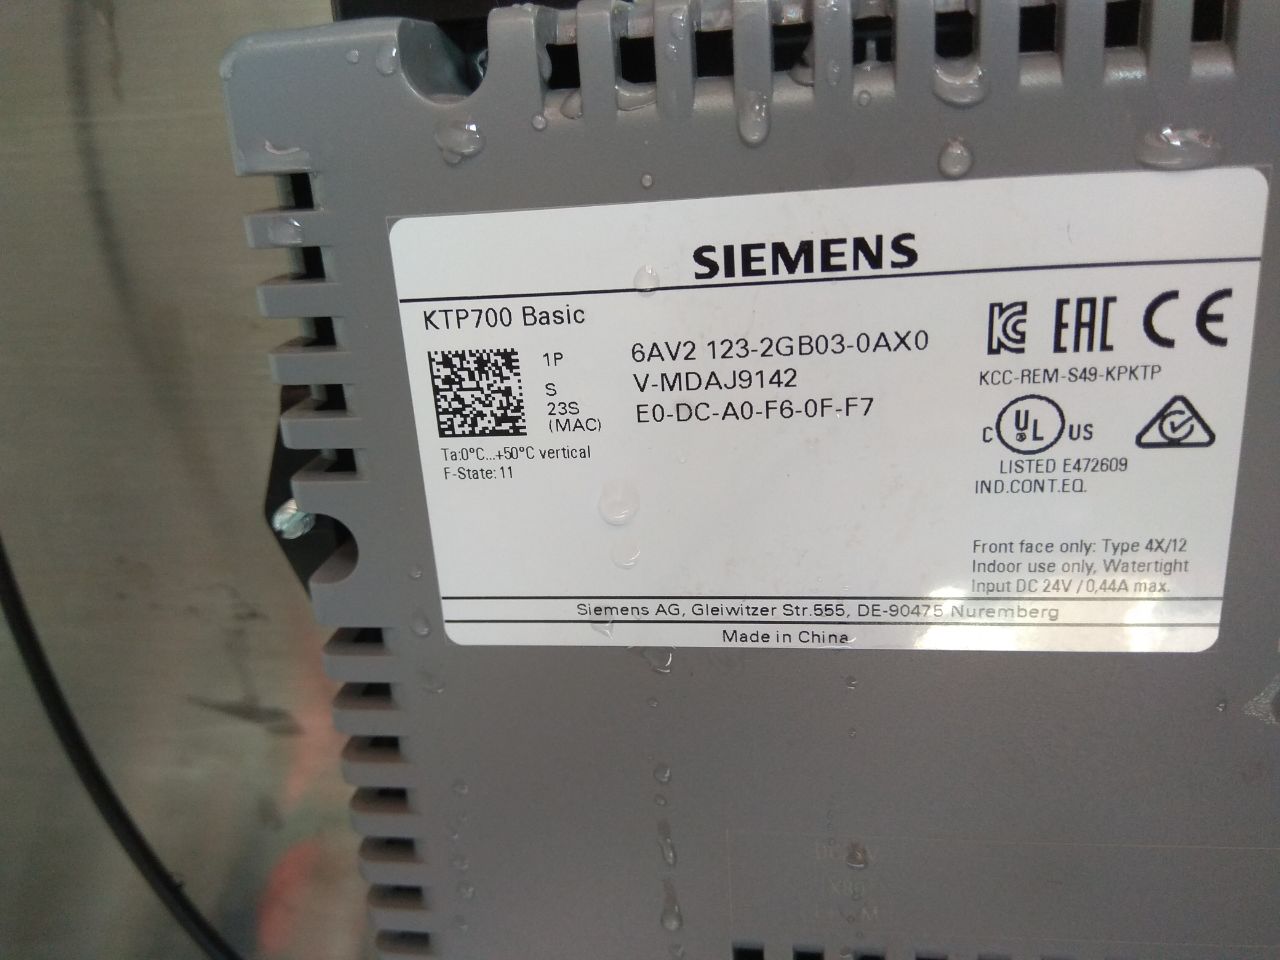 SIEMENS
KTP700 Basic
1P 6AV2 123-2GB03-0AX0
S V-MDAJ9142
23S E0-DC-A0-F6-0F-F7
(MAC)
Ta:0°C...+50°C vertical
F-State: 11
EAC CE
KCC-REM-S49-KPKTP
C UL US
LISTED E472609
IND.CONT.EQ.
Front face only: Type 4X/12
Indoor use only, Watertight
Input DC 24V / 0,44A max.
Siemens AG, Gleiwitzer Str.555, DE-90475 Nuremberg
Made in China